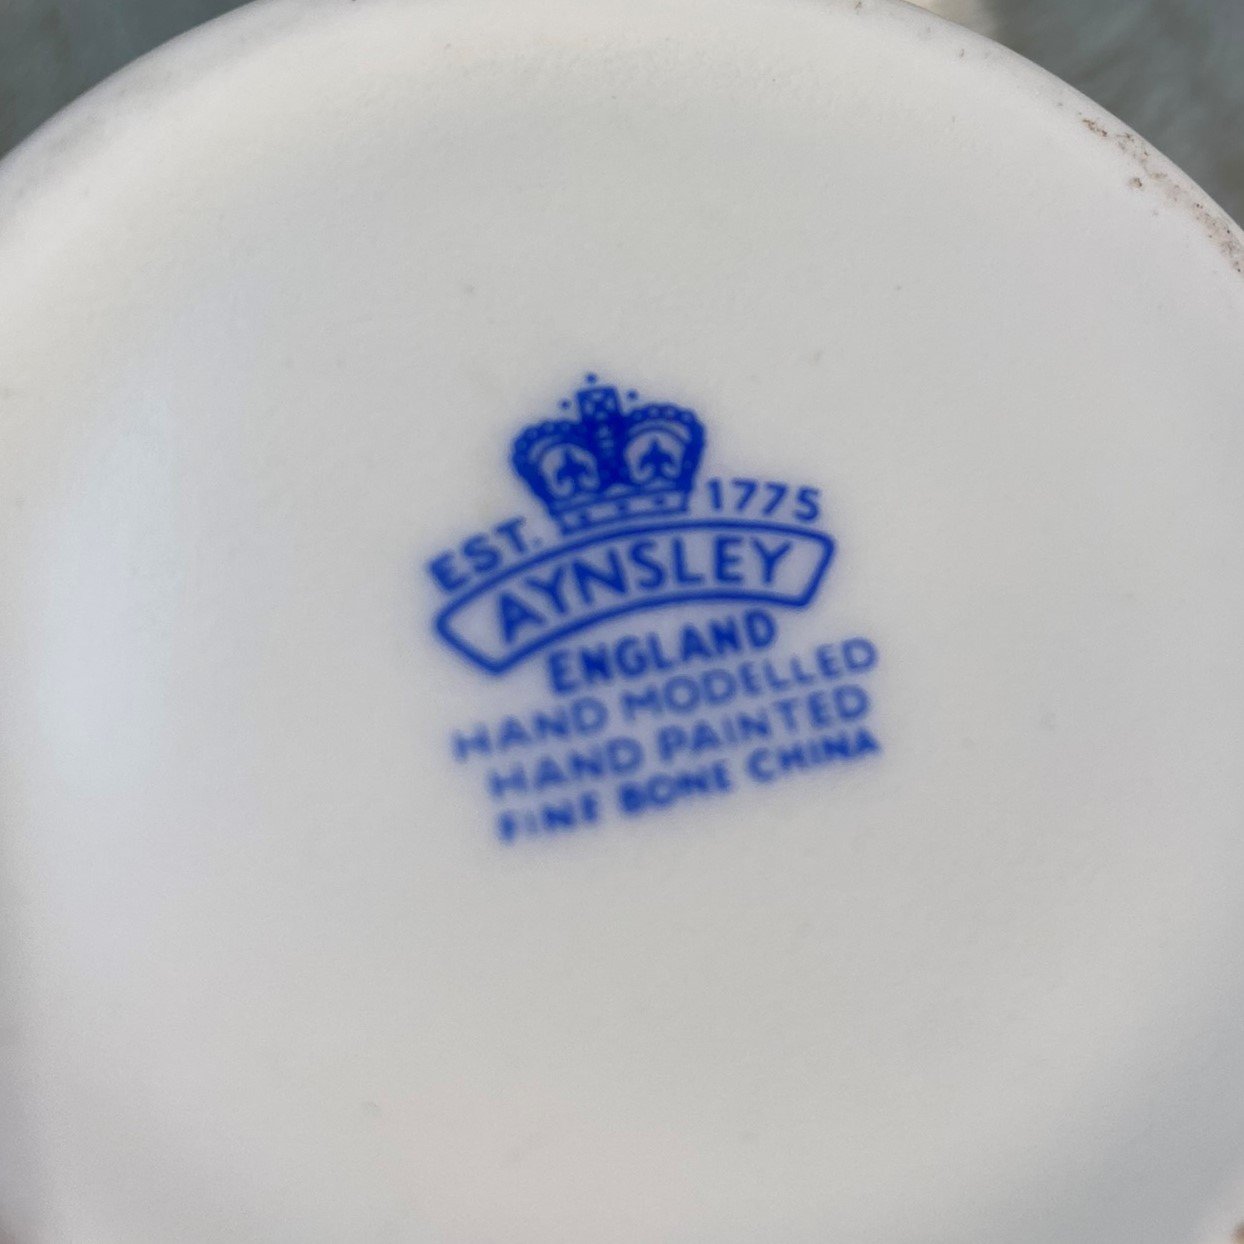 EST. 1775
AYNSLEY
ENGLAND
HAND MODELLED
HAND PAINTED
FINE BONE CHINA